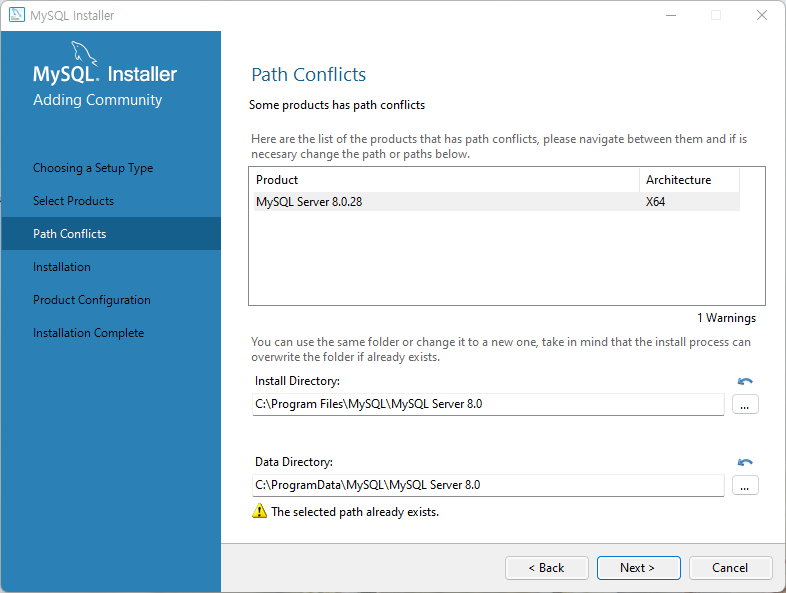 MySQL Installer
MySQL. Installer
Adding Community
Choosing a Setup Type
Select Products
Path Conflicts
Installation
Product Configuration
Installation Complete
Path Conflicts
Some products has path conflicts
Here are the list of the products that has path conflicts, please navigate between them and if is
necesary change the path or paths below.
Product Architecture
MySQL Server 8.0.28 X64
1 Warnings
You can use the same folder or change it to a new one, take in mind that the install process can
overwrite the folder if already exists.
Install Directory:
C:\Program Files\MySQL\MySQL Server 8.0 ...
Data Directory:
C:\ProgramData\MySQL\MySQL Server 8.0 ...
The selected path already exists.
< Back Next > Cancel